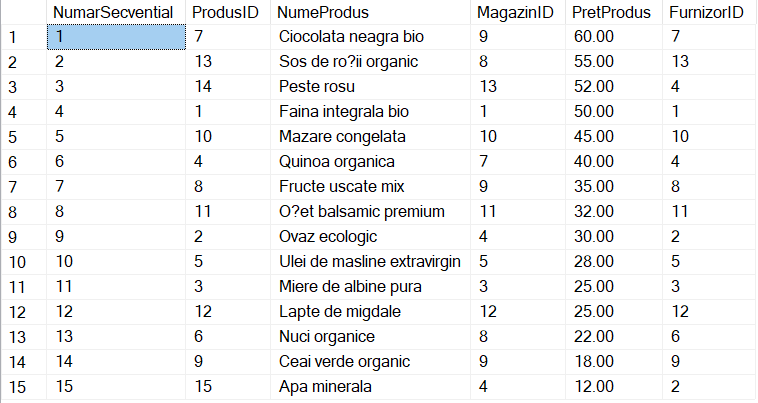 NumarSecvential ProdusID NumeProdus MagazinID PretProdus FurnizorID
1 1 7 Ciocolata neagra bio 9 60.00 7
2 2 13 Sos de ro?ii organic 8 55.00 13
3 3 14 Peste rosu 13 52.00 4
4 4 1 Faina integrala bio 1 50.00 1
5 5 10 Mazare congelata 10 45.00 10
6 6 4 Quinoa organica 7 40.00 4
7 7 8 Fructe uscate mix 9 35.00 8
8 8 11 O?et balsamic premium 11 32.00 11
9 9 2 Ovaz ecologic 4 30.00 2
10 10 5 Ulei de masline extravirgin 5 28.00 5
11 11 3 Miere de albine pura 3 25.00 3
12 12 12 Lapte de migdale 12 25.00 12
13 13 6 Nuci organice 8 22.00 6
14 14 9 Ceai verde organic 9 18.00 9
15 15 15 Apa minerala 4 12.00 2